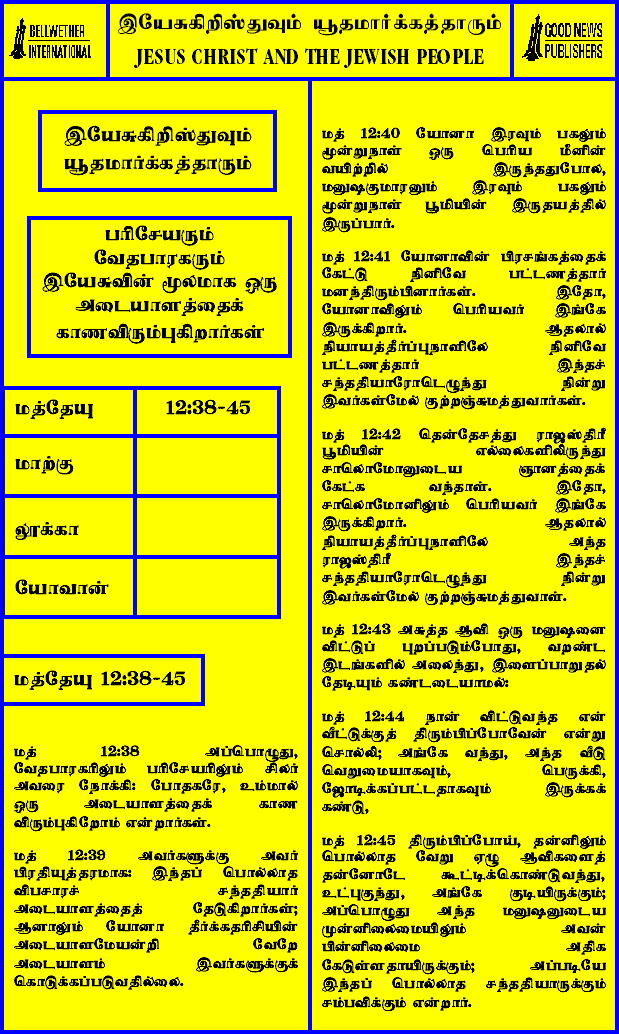 BELLWETHER
INTERNATIONAL
இயேசுகிறிஸ்துவும் யூதமார்க்கத்தாரும்
JESUS CHRIST AND THE JEWISH PEOPLE
GOOD NEWS
PUBLISHERS
இயேசுகிறிஸ்துவும்
யூதமார்க்கத்தாரும்
பரிசேயரும்
வேதபாரகரும்
இயேசுவின் மூலமாக ஒரு
அடையாளத்தைக்
காணவிரும்புகிறார்கள்
மத்தேயு 12:38-45
மாற்கு
லூக்கா
யோவான்
மத்தேயு 12:38-45
மத் 12:38 அப்பொழுது,
வேதபாரகரிலும் பரிசேயரிலும் சிலர்
அவரை நோக்கி: போதகரே, உம்மால்
ஒரு அடையாளத்தைக் காண
விரும்புகிறோம் என்றார்கள்.
மத் 12:39 அவர்களுக்கு அவர்
பிரதியுத்தரமாக: இந்தப் பொல்லாத
விபசாரச் சந்ததியார்
அடையாளத்தைத் தேடுகிறார்கள்;
ஆனாலும் யோனா தீர்க்கதரிசியின்
அடையாளமேயன்றி வேறே
அடையாளம் இவர்களுக்குக்
கொடுக்கப்படுவதில்லை.
மத் 12:40 யோனா இரவும் பகலும்
மூன்றுநாள் ஒரு பெரிய மீனின்
வயிற்றில் இருந்ததுபோல,
மனுஷகுமாரனும் இரவும் பகலும்
மூன்றுநாள் பூமியின் இருதயத்தில்
இருப்பார்.
மத் 12:41 யோனாவின் பிரசங்கத்தைக்
கேட்டு நினிவே பட்டணத்தார்
மனந்திரும்பினார்கள். இதோ,
யோனாவிலும் பெரியவர் இங்கே
இருக்கிறார். ஆதலால்
நியாயத்தீர்ப்புநாளிலே நினிவே
பட்டணத்தார் இந்தச்
சந்ததியாரோடெழுந்து நின்று
இவர்கள்மேல் குற்றஞ்சுமத்துவார்கள்.
மத் 12:42 தென்தேசத்து ராஜஸ்திரீ
பூமியின் எல்லைகளிலிருந்து
சாலொமோனுடைய ஞானத்தைக்
கேட்க வந்தாள். இதோ,
சாலொமோனிலும் பெரியவர் இங்கே
இருக்கிறார். ஆதலால்
நியாயத்தீர்ப்புநாளிலே அந்த
ராஜஸ்திரீ இந்தச்
சந்ததியாரோடெழுந்து நின்று
இவர்கள்மேல் குற்றஞ்சுமத்துவாள்.
மத் 12:43 அசுத்த ஆவி ஒரு மனுஷனை
விட்டுப் புறப்படும்போது, வறண்ட
இடங்களில் அலைந்து, இளைப்பாறுதல்
தேடியும் கண்டடையாமல்:
மத் 12:44 நான் விட்டுவந்த என்
வீட்டுக்குத் திரும்பிப்போவேன் என்று
சொல்லி; அங்கே வந்து, அந்த வீடு
வெறுமையாகவும், பெருக்கி,
ஜோடிக்கப்பட்டதாகவும் இருக்கக்
கண்டு,
மத் 12:45 திரும்பிப்போய், தன்னிலும்
பொல்லாத வேறு ஏழு ஆவிகளைத்
தன்னோடே கூட்டிக்கொண்டுவந்து,
உட்புகுந்து, அங்கே குடியிருக்கும்;
அப்பொழுது அந்த மனுஷனுடைய
முன்னிலைமையிலும் அவன்
பின்னிலைமை அதிக
கேடுள்ளதாயிருக்கும்; அப்படியே
இந்தப் பொல்லாத சந்ததியாருக்கும்
சம்பவிக்கும் என்றார்.